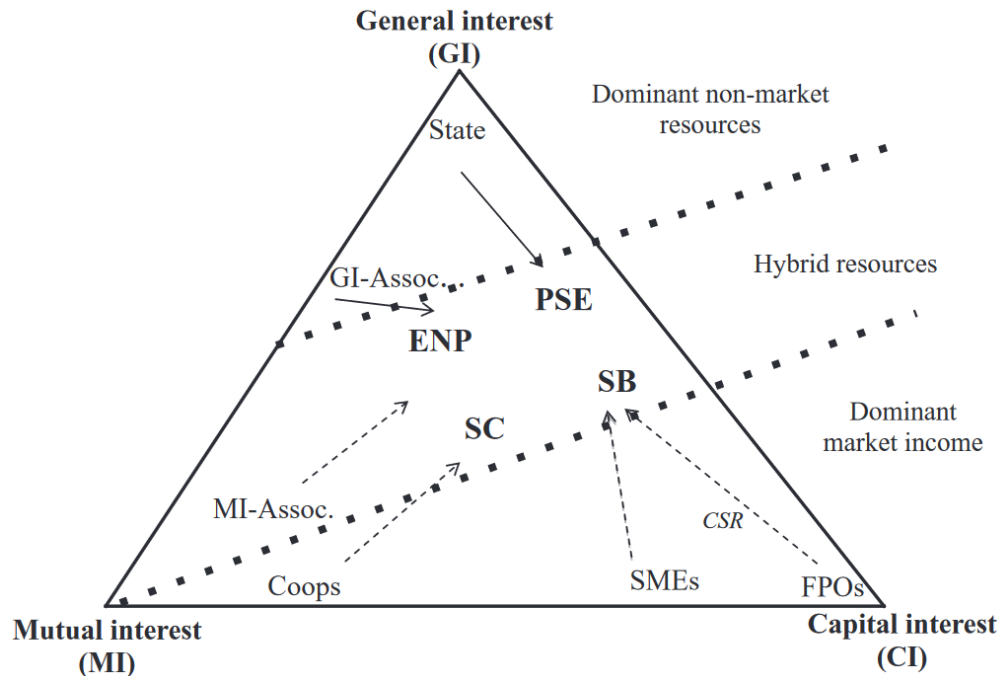 General interest
(GI)
Dominant non-market
resources
State
Hybrid resources
GI-Assoc...
PSE
ENP
SB
Dominant
market income
SC
MI-Assoc.
CSR
Coops
SMEs
FPOs
Mutual interest
(MI)
Capital interest
(CI)